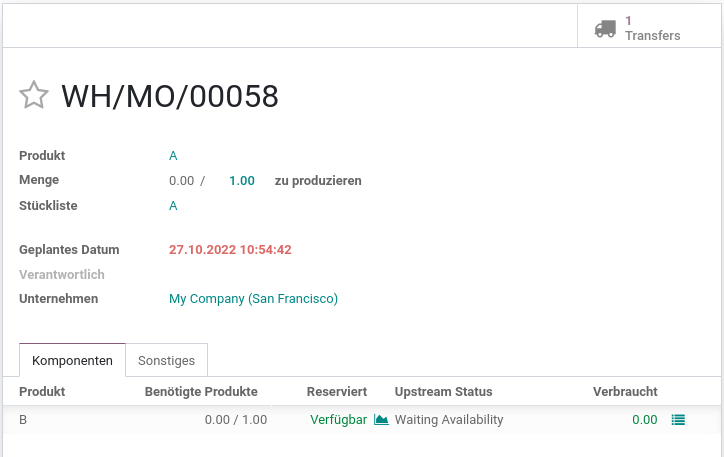 1
Transfers
WH/MO/00058
Produkt A
Menge 0.00 / 1.00 zu produzieren
Stückliste A
Geplantes Datum 27.10.2022 10:54:42
Verantwortlich
Unternehmen My Company (San Francisco)
Komponenten Sonstiges
Produkt Benötigte Produkte Reserviert Upstream Status Verbraucht
B 0.00 / 1.00 Verfügbar Waiting Availability 0.00